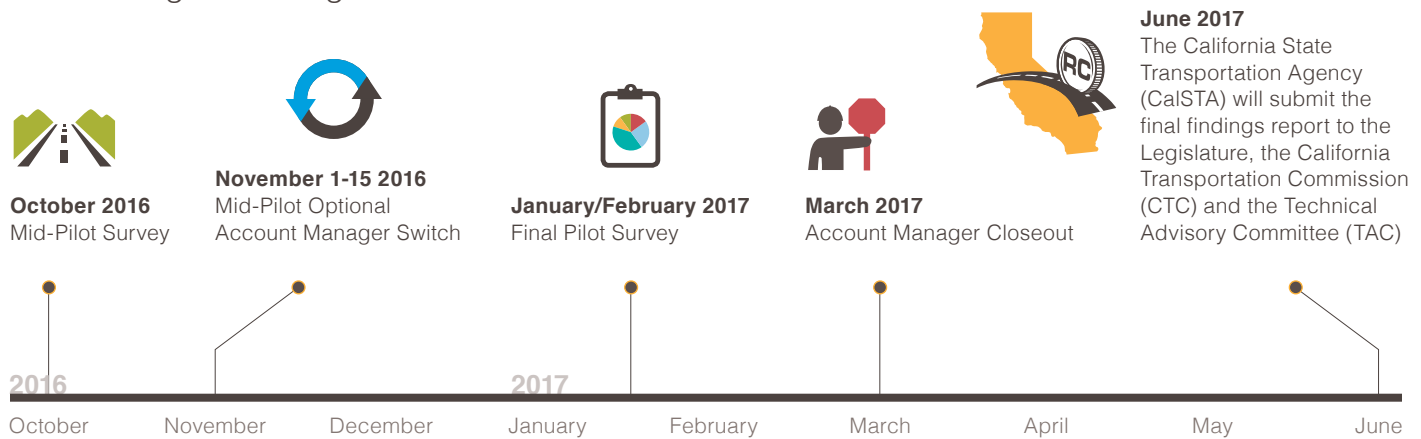 October 2016
Mid-Pilot Survey
November 1-15 2016
Mid-Pilot Optional
Account Manager Switch
January/February 2017
Final Pilot Survey
March 2017
Account Manager Closeout
RC
June 2017
The California State
Transportation Agency
(CalSTA) will submit the
final findings report to the
Legislature, the California
Transportation Commission
(CTC) and the Technical
Advisory Committee (TAC)
2016
2017
October November December January February March April May June